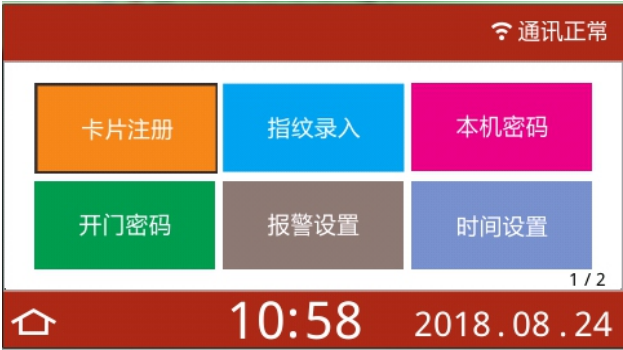 通讯正常
卡片注册 指纹录入 本机密码
开门密码 报警设置 时间设置
1 / 2
10:58 2018.08.24